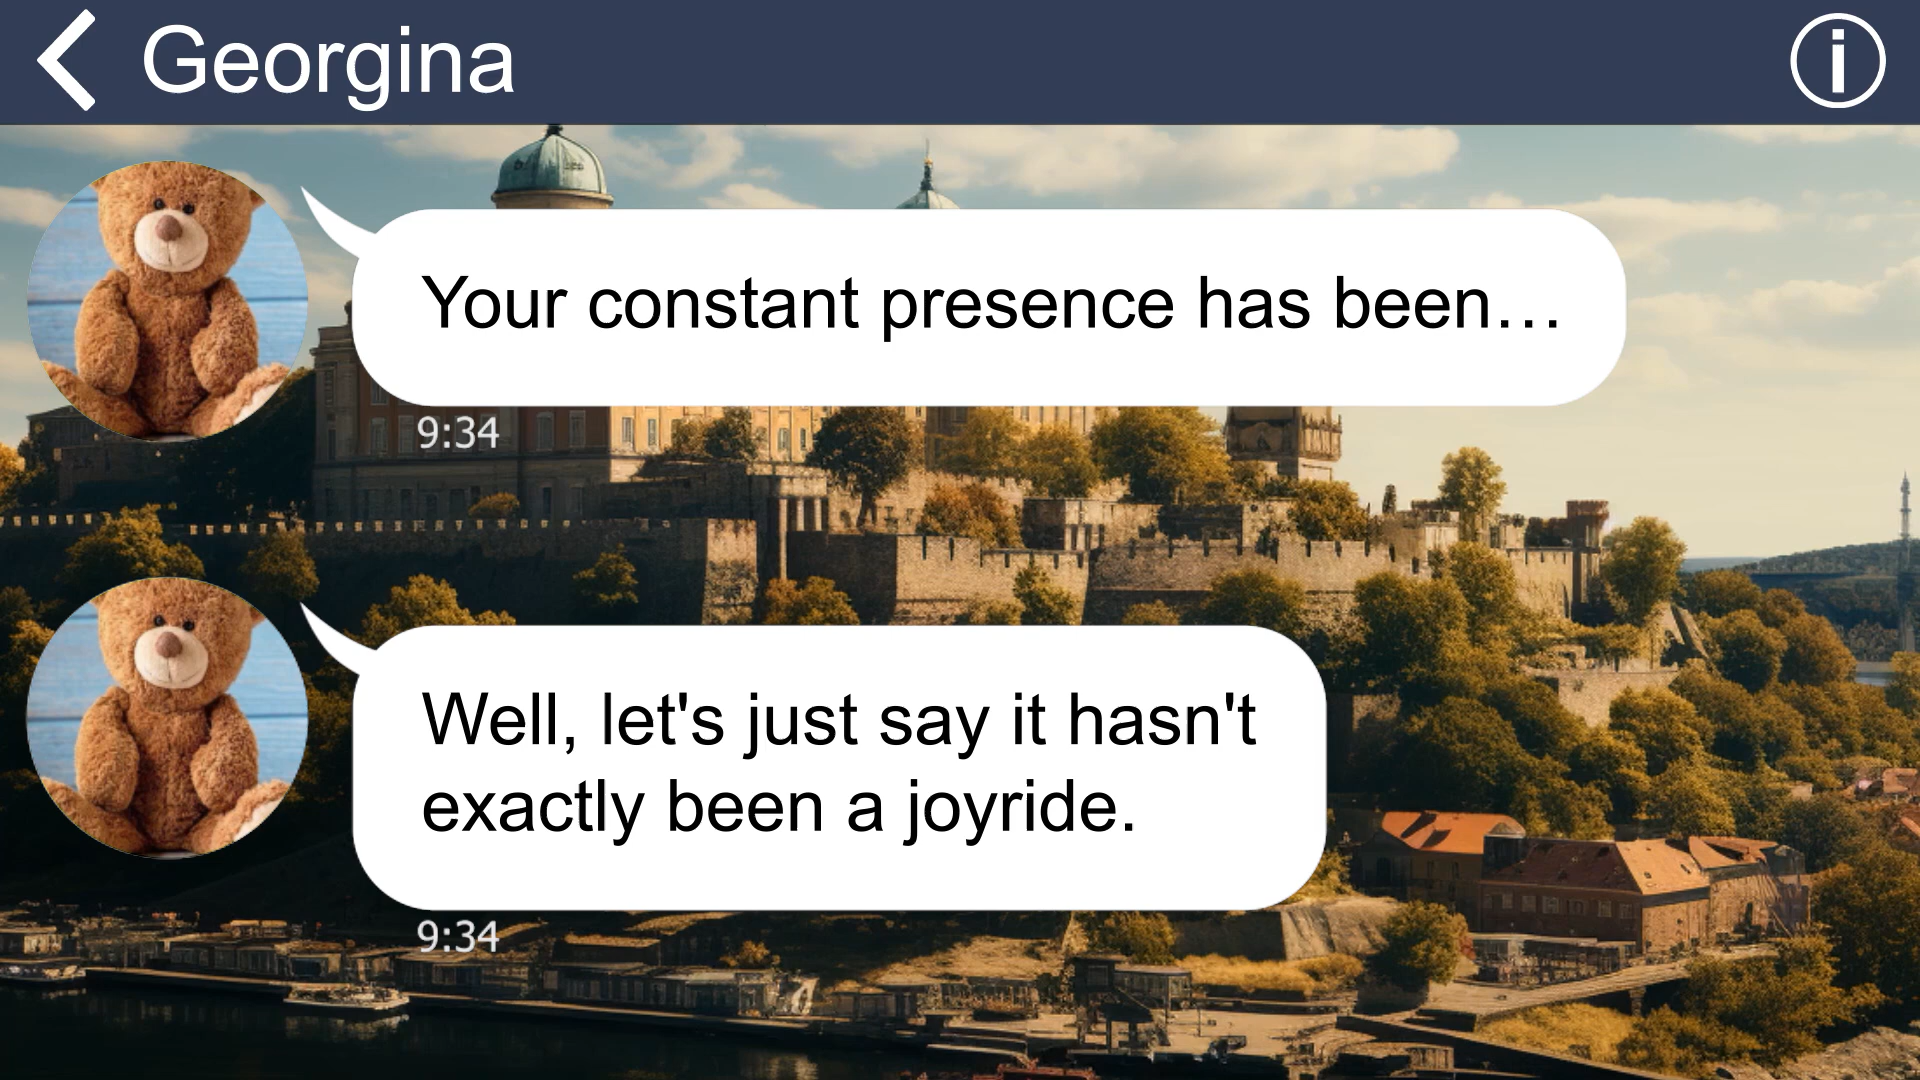 Georgina
Your constant presence has been…
9:34
Well, let's just say it hasn't
exactly been a joyride.
9:34